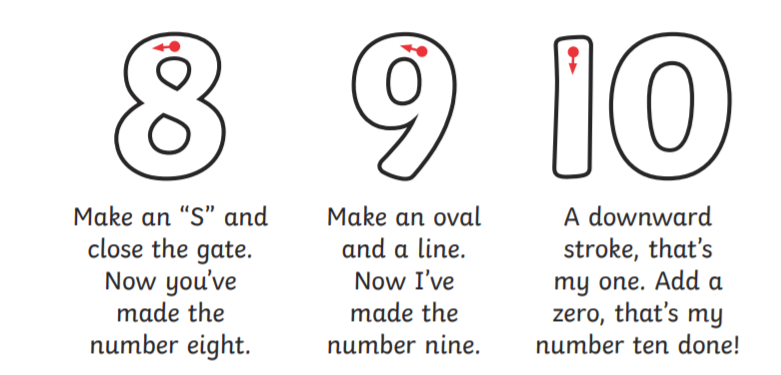 8 9 10
Make an “S” and
close the gate.
Now you’ve
made the
number eight.
Make an oval
and a line.
Now I’ve
made the
number nine.
A downward
stroke, that’s
my one. Add a
zero, that’s my
number ten done!